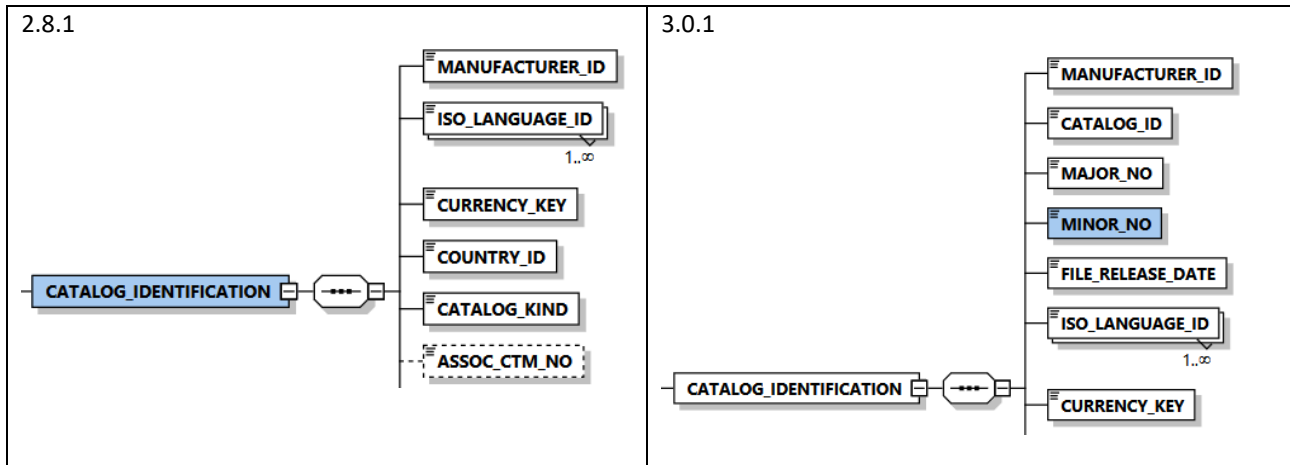 2.8.1
MANUFACTURER_ID
ISO_LANGUAGE_ID
1..∞
CURRENCY_KEY
COUNTRY_ID
CATALOG_IDENTIFICATION
CATALOG_KIND
ASSOC_CTM_NO
3.0.1
MANUFACTURER_ID
CATALOG_ID
MAJOR_NO
MINOR_NO
FILE_RELEASE_DATE
ISO_LANGUAGE_ID
1..∞
CATALOG_IDENTIFICATION
CURRENCY_KEY